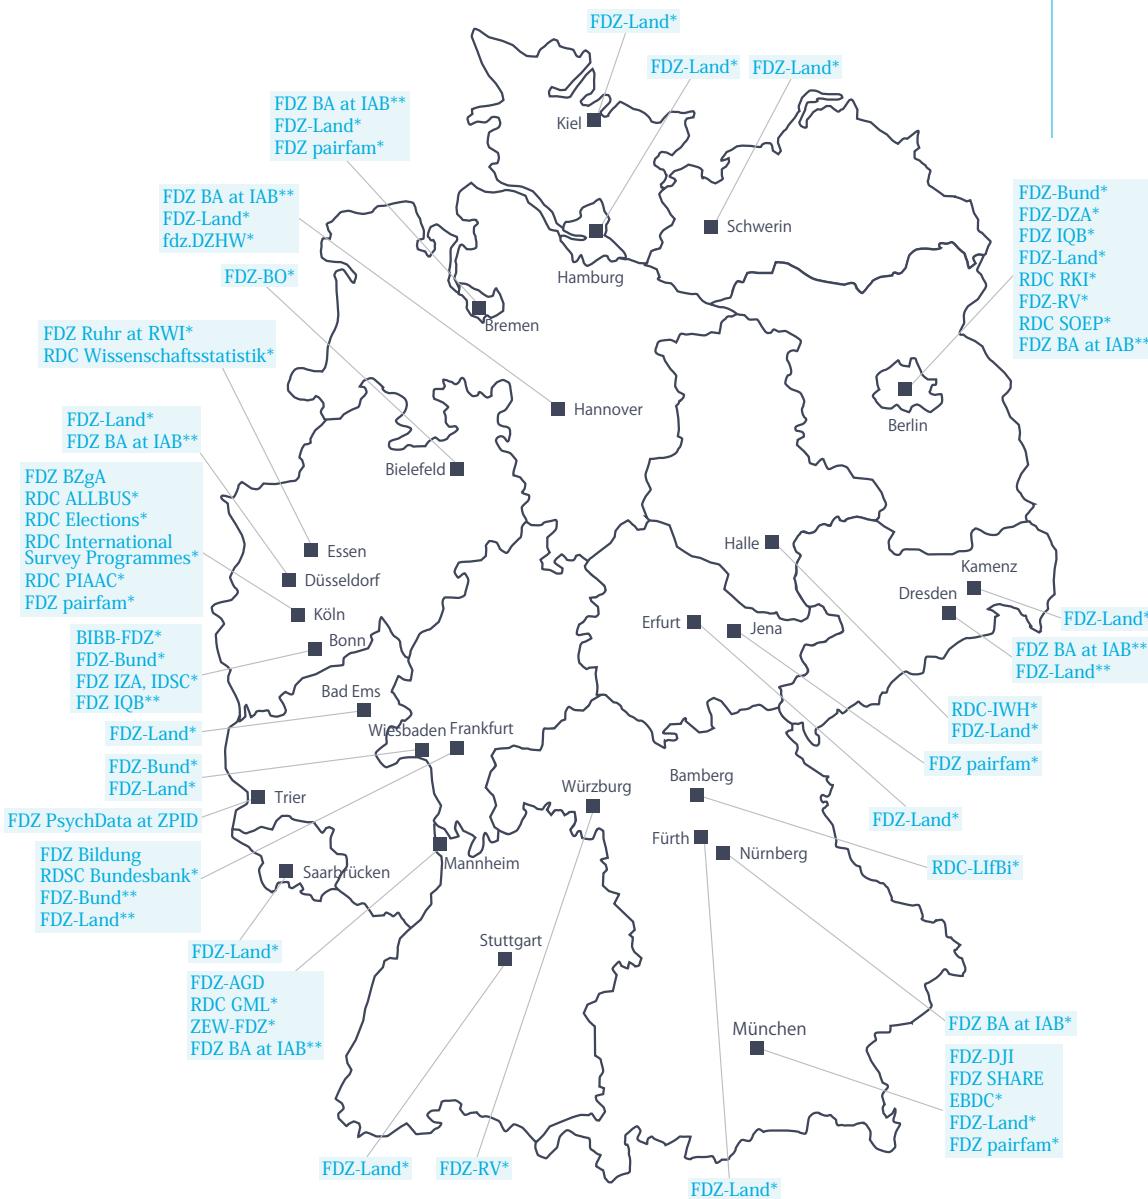 FDZ-Land*
FDZ-Land*
FDZ-Land*
Kiel
FDZ BA at IAB**
FDZ-Land*
FDZ pairfam*
FDZ BA at IAB**
FDZ-Land*
fdz.DZHW*
Schwerin
FDZ-Bund*
FDZ-DZA*
FDZ IQB*
FDZ-Land*
RDC RKI*
FDZ-RV*
RDC SOEP*
FDZ BA at IAB**
FDZ-BO*
Hamburg
Bremen
FDZ Ruhr at RWI*
RDC Wissenschaftsstatistik*
Hannover
Berlin
FDZ-Land*
FDZ BA at IAB**
Bielefeld
FDZ BZgA
RDC ALLBUS*
RDC Elections*
RDC International
Survey Programmes*
RDC PIAAC*
FDZ pairfam*
Essen
Düsseldorf
Köln
Bonn
Halle
Kamenz
Dresden
Erfurt
Jena
FDZ-Land*
FDZ BA at IAB**
FDZ-Land**
BIBB-FDZ*
FDZ-Bund*
FDZ IZA, IDSC*
FDZ IQB**
Bad Ems
FDZ-Land*
Wiesbaden
Frankfurt
RDC-IWH*
FDZ-Land*
FDZ pairfam*
FDZ-Bund*
FDZ-Land*
Trier
Würzburg
Bamberg
FDZ-Land*
FDZ PsychData at ZPID
Fürth
Nürnberg
FDZ Bildung
RDSC Bundesbank*
FDZ-Bund**
FDZ-Land**
Saarbrücken
Mannheim
RDC-LIfBi*
FDZ-Land*
Stuttgart
FDZ-AGD
RDC GML*
ZEW-FDZ*
FDZ BA at IAB**
München
FDZ BA at IAB*
FDZ-DJI
FDZ SHARE
EBDC*
FDZ-Land*
FDZ pairfam*
FDZ-Land*
FDZ-RV*
FDZ-Land*